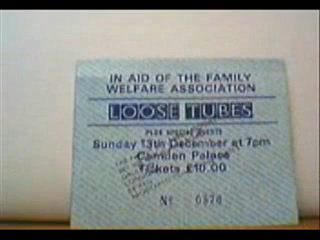 IN AID OF THE FAMILY
WELFARE ASSOCIATION
LOOSE TUBES
PLUS SPECIAL GUESTS
Sunday 13th December at 7pm
Camden Palace
Tickets £10.00
No